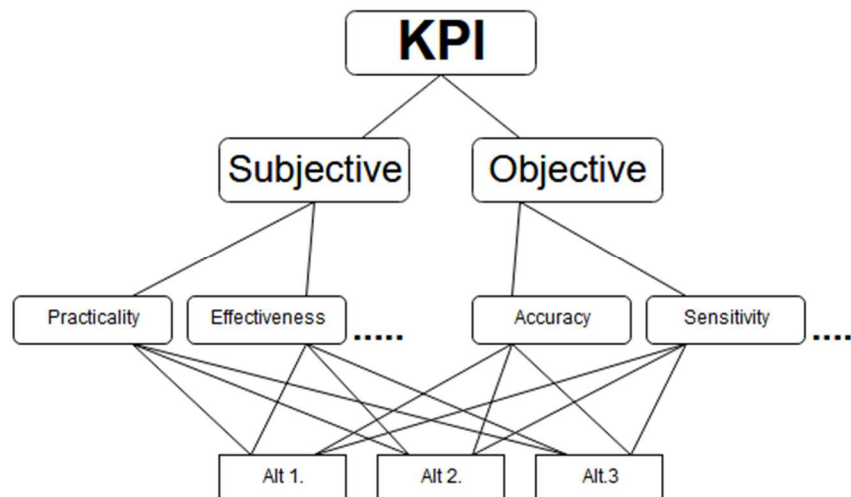 KPI
Subjective
Objective
Practicality
Effectiveness
.....
Accuracy
Sensitivity
....
Alt 1.
Alt 2.
Alt.3